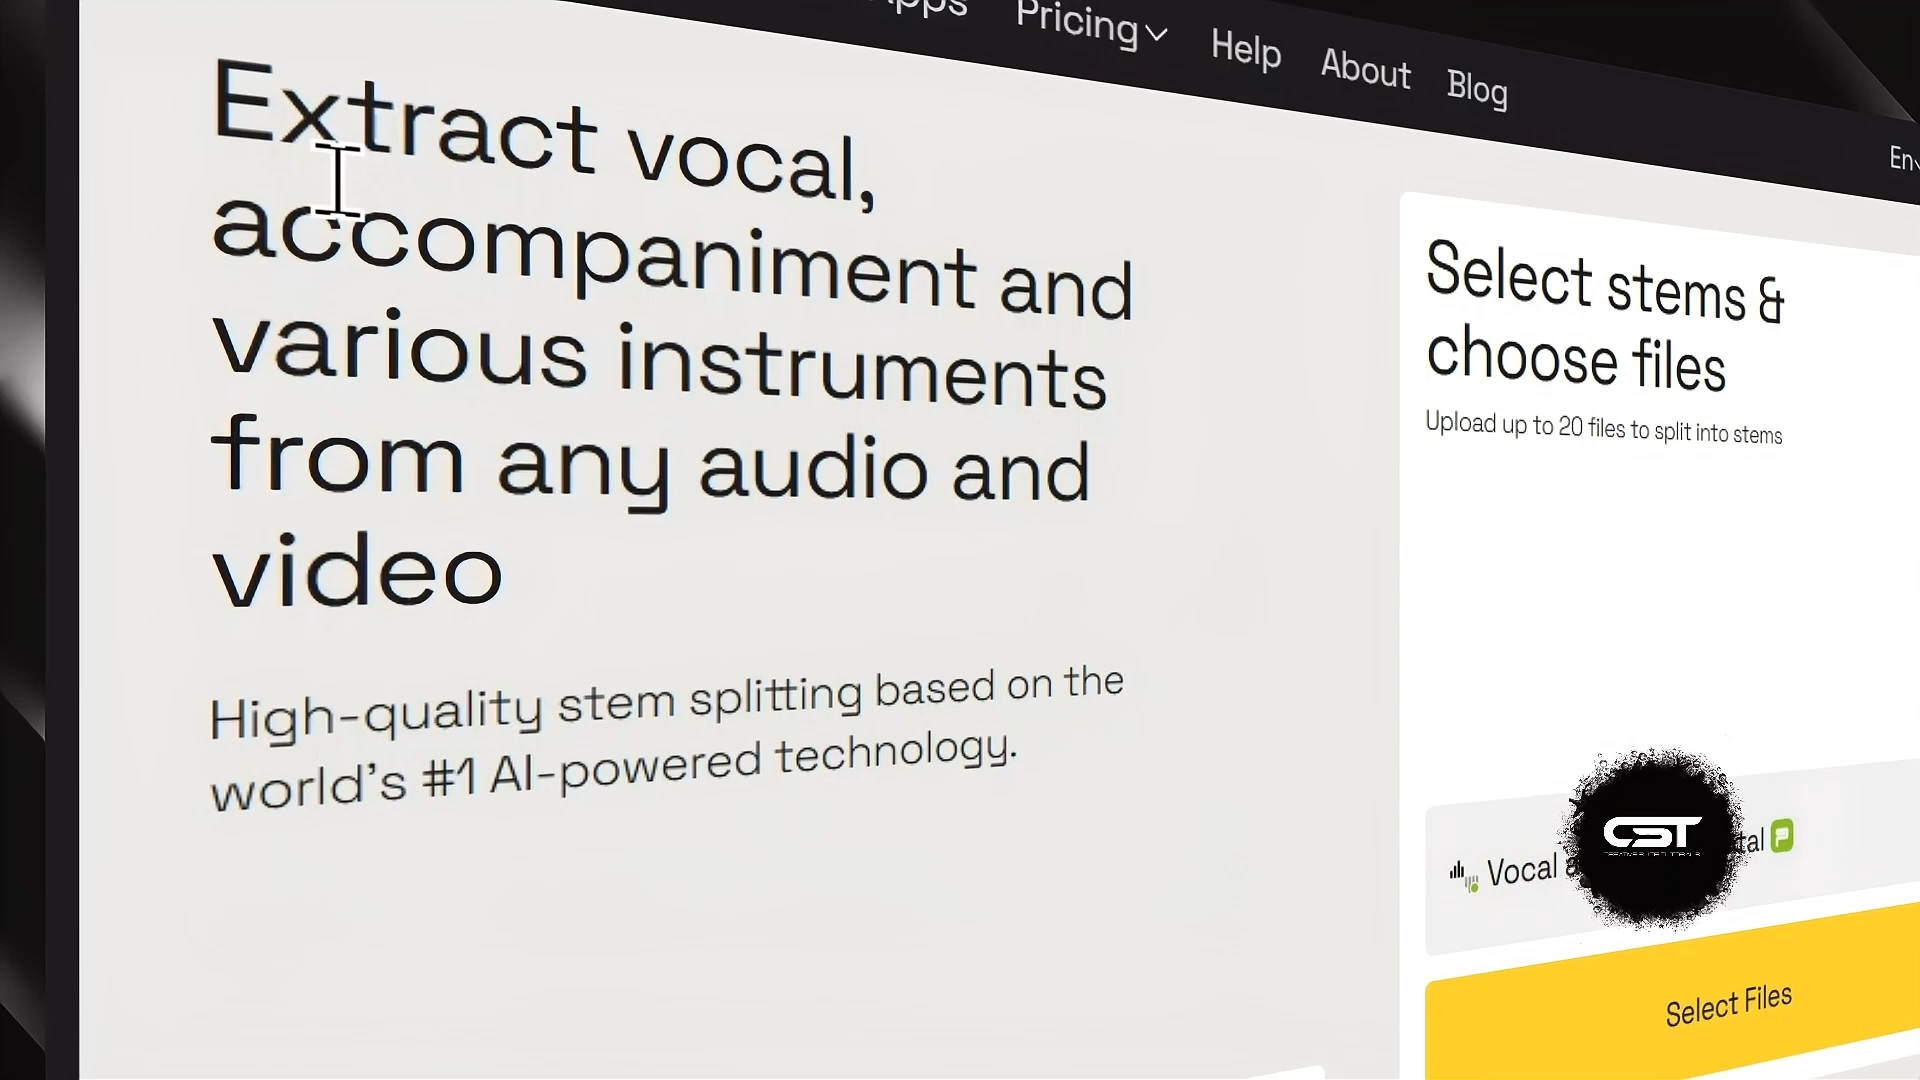 Pricing
Help
About
Blog
En
Extract vocal,
accompaniment and
various instruments
from any audio and
video
High-quality stem splitting based on the
world's #1 AI-powered technology.
Select stems &
choose files
Upload up to 20 files to split into stems
Vocal
CST
Select Files